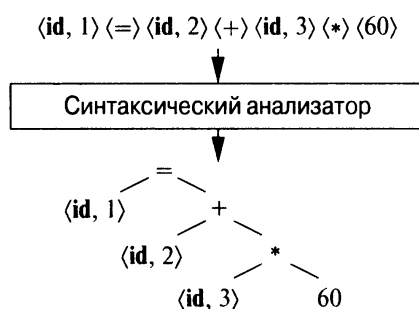 ⟨id, 1⟩ ⟨=⟩ ⟨id, 2⟩ ⟨+⟩ ⟨id, 3⟩ ⟨*⟩ ⟨60⟩
Синтаксический анализатор
=
⟨id, 1⟩ +
⟨id, 2⟩ *
⟨id, 3⟩ 60